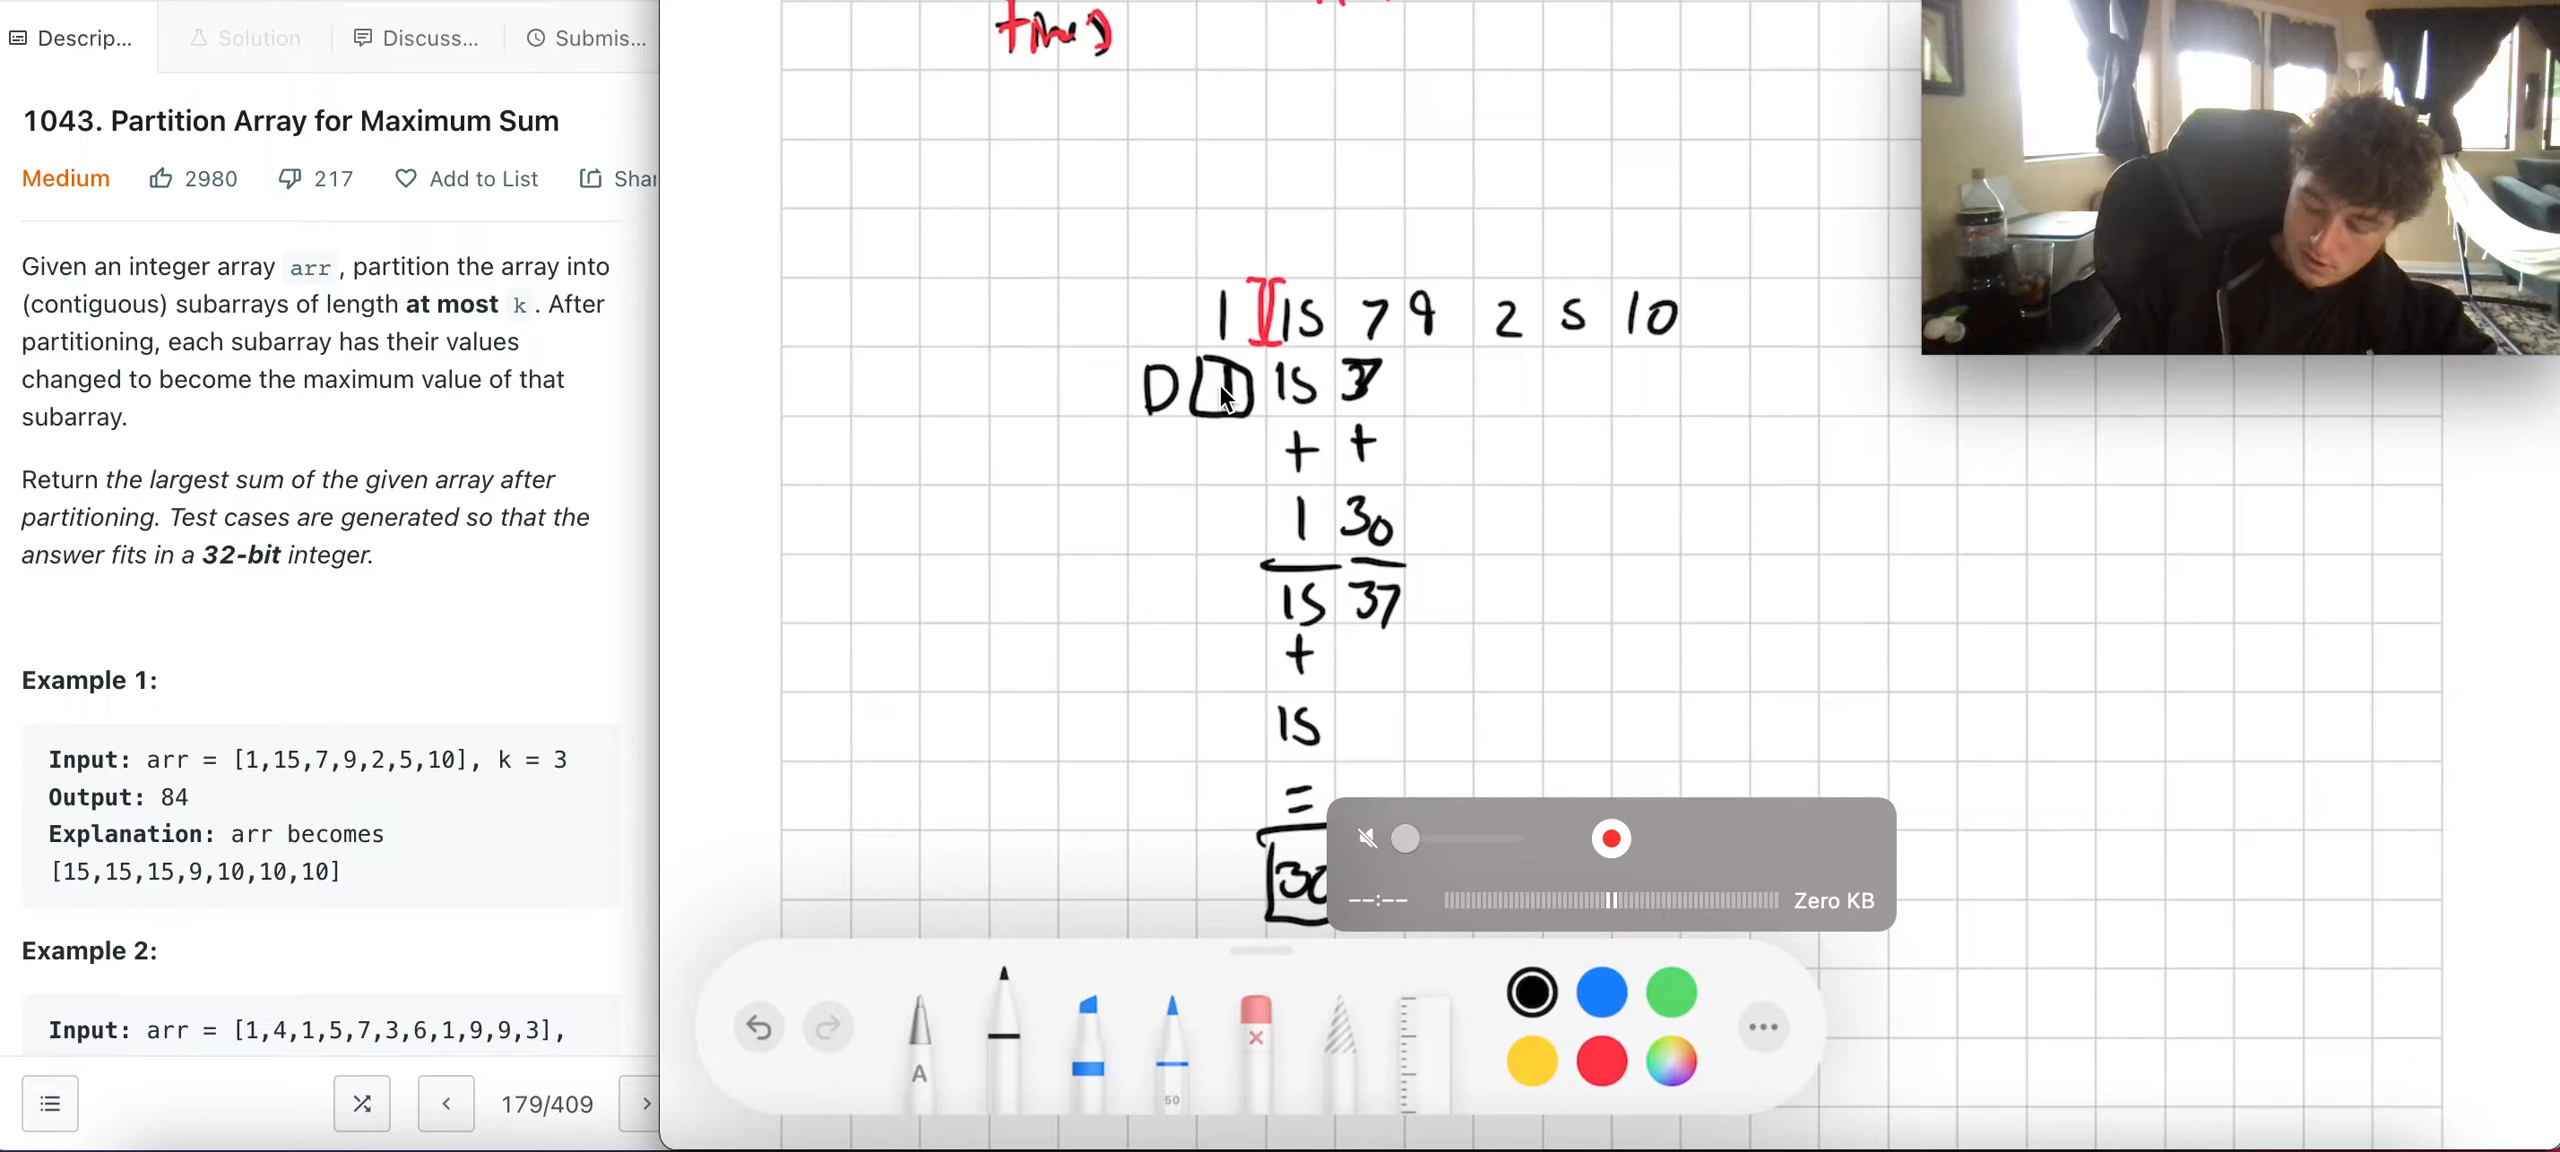 Descrip...
Solution
Discuss...
Submis...
1043. Partition Array for Maximum Sum
Medium
2980
217
Add to List
Shar
Given an integer array arr, partition the array into
(contiguous) subarrays of length at most k. After
partitioning, each subarray has their values
changed to become the maximum value of that
subarray.
Return the largest sum of the given array after
partitioning. Test cases are generated so that the
answer fits in a 32-bit integer.
Example 1:
Input: arr = [1,15,7,9,2,5,10], k = 3
Output: 84
Explanation: arr becomes
[15,15,15,9,10,10,10]
Example 2:
Input: arr = [1,4,1,5,7,3,6,1,9,9,3],
179/409
times
1 15 7 9 2 5 10
D 1 15 37
+ +
1 30
15 37
+
15
=
30
--:--
Zero KB
A
50